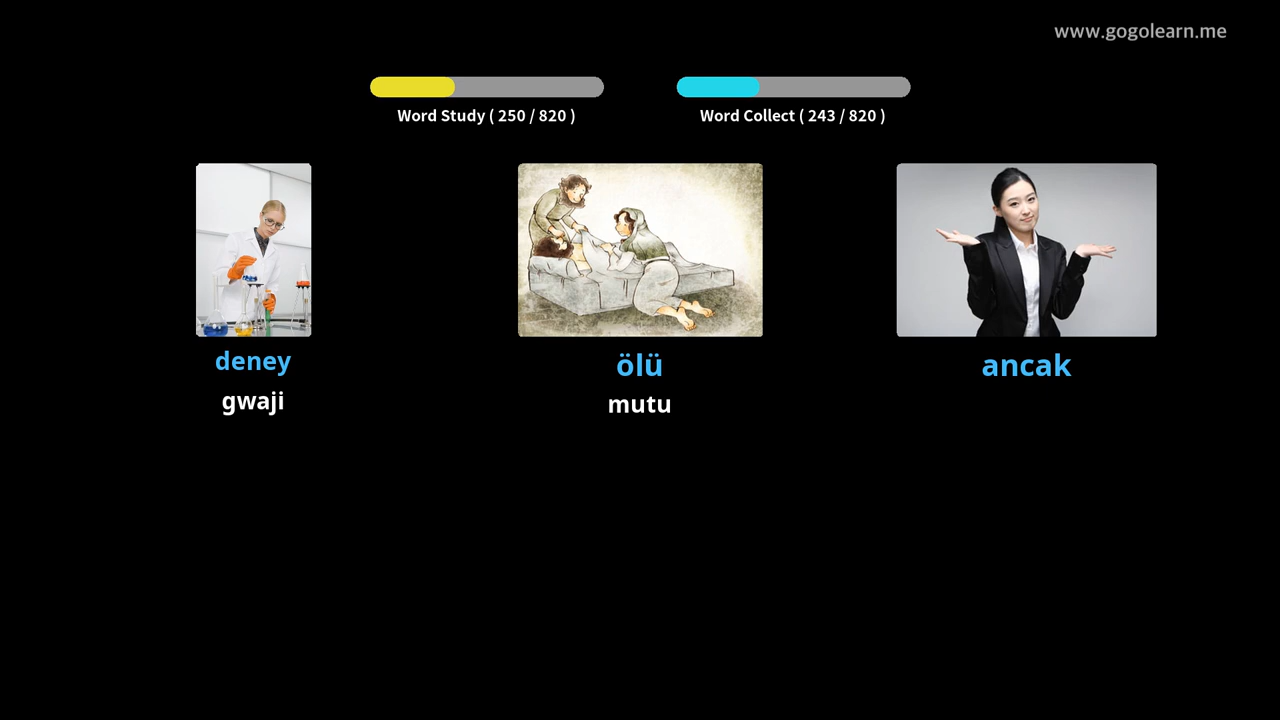 www.gogolearn.me
Word Study ( 250 / 820 )
Word Collect ( 243 / 820 )
deney
ölü
ancak
gwaji
mutu